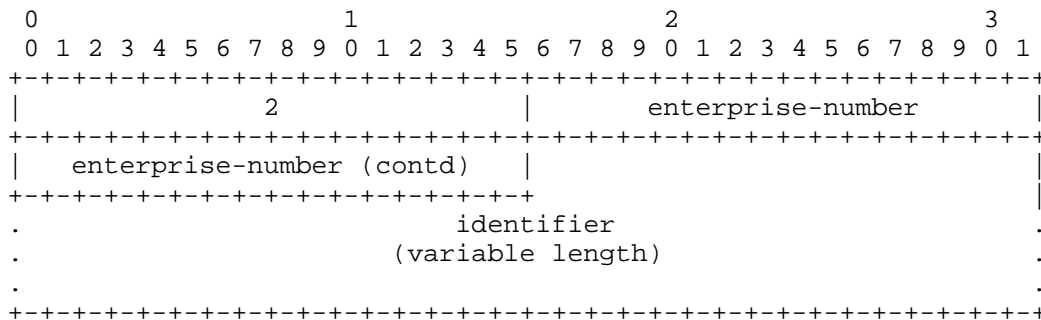 0                   1                   2                   3
 0 1 2 3 4 5 6 7 8 9 0 1 2 3 4 5 6 7 8 9 0 1 2 3 4 5 6 7 8 9 0 1
+-+-+-+-+-+-+-+-+-+-+-+-+-+-+-+-+-+-+-+-+-+-+-+-+-+-+-+-+-+-+-+-+
|               2               |       enterprise-number       |
+-+-+-+-+-+-+-+-+-+-+-+-+-+-+-+-+-+-+-+-+-+-+-+-+-+-+-+-+-+-+-+-+
|   enterprise-number (contd)   |                               |
+-+-+-+-+-+-+-+-+-+-+-+-+-+-+-+-+                               |
.                           identifier                          .
.                       (variable length)                       .
.                                                               .
+-+-+-+-+-+-+-+-+-+-+-+-+-+-+-+-+-+-+-+-+-+-+-+-+-+-+-+-+-+-+-+-+